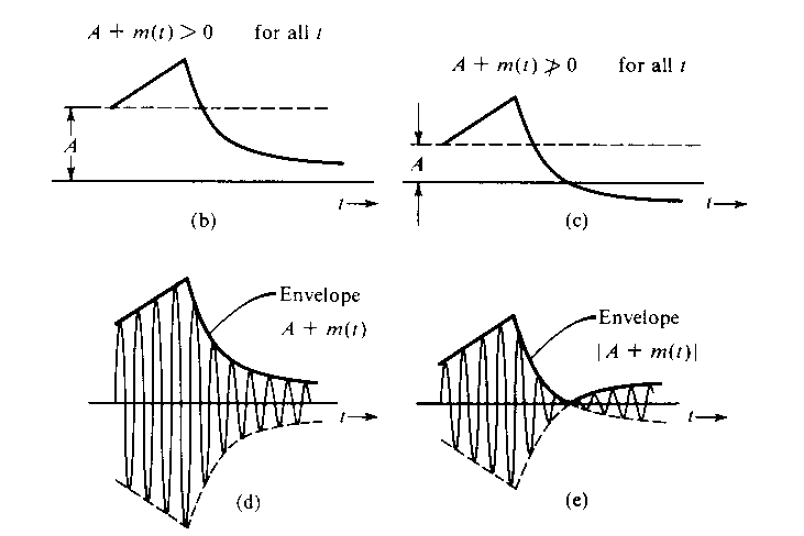 A + m(t) > 0 for all t
A + m(t) ≯ 0 for all t
A
t
(b)
A
t
(c)
Envelope
A + m(t)
t
(d)
Envelope
|A + m(t)|
t
(e)